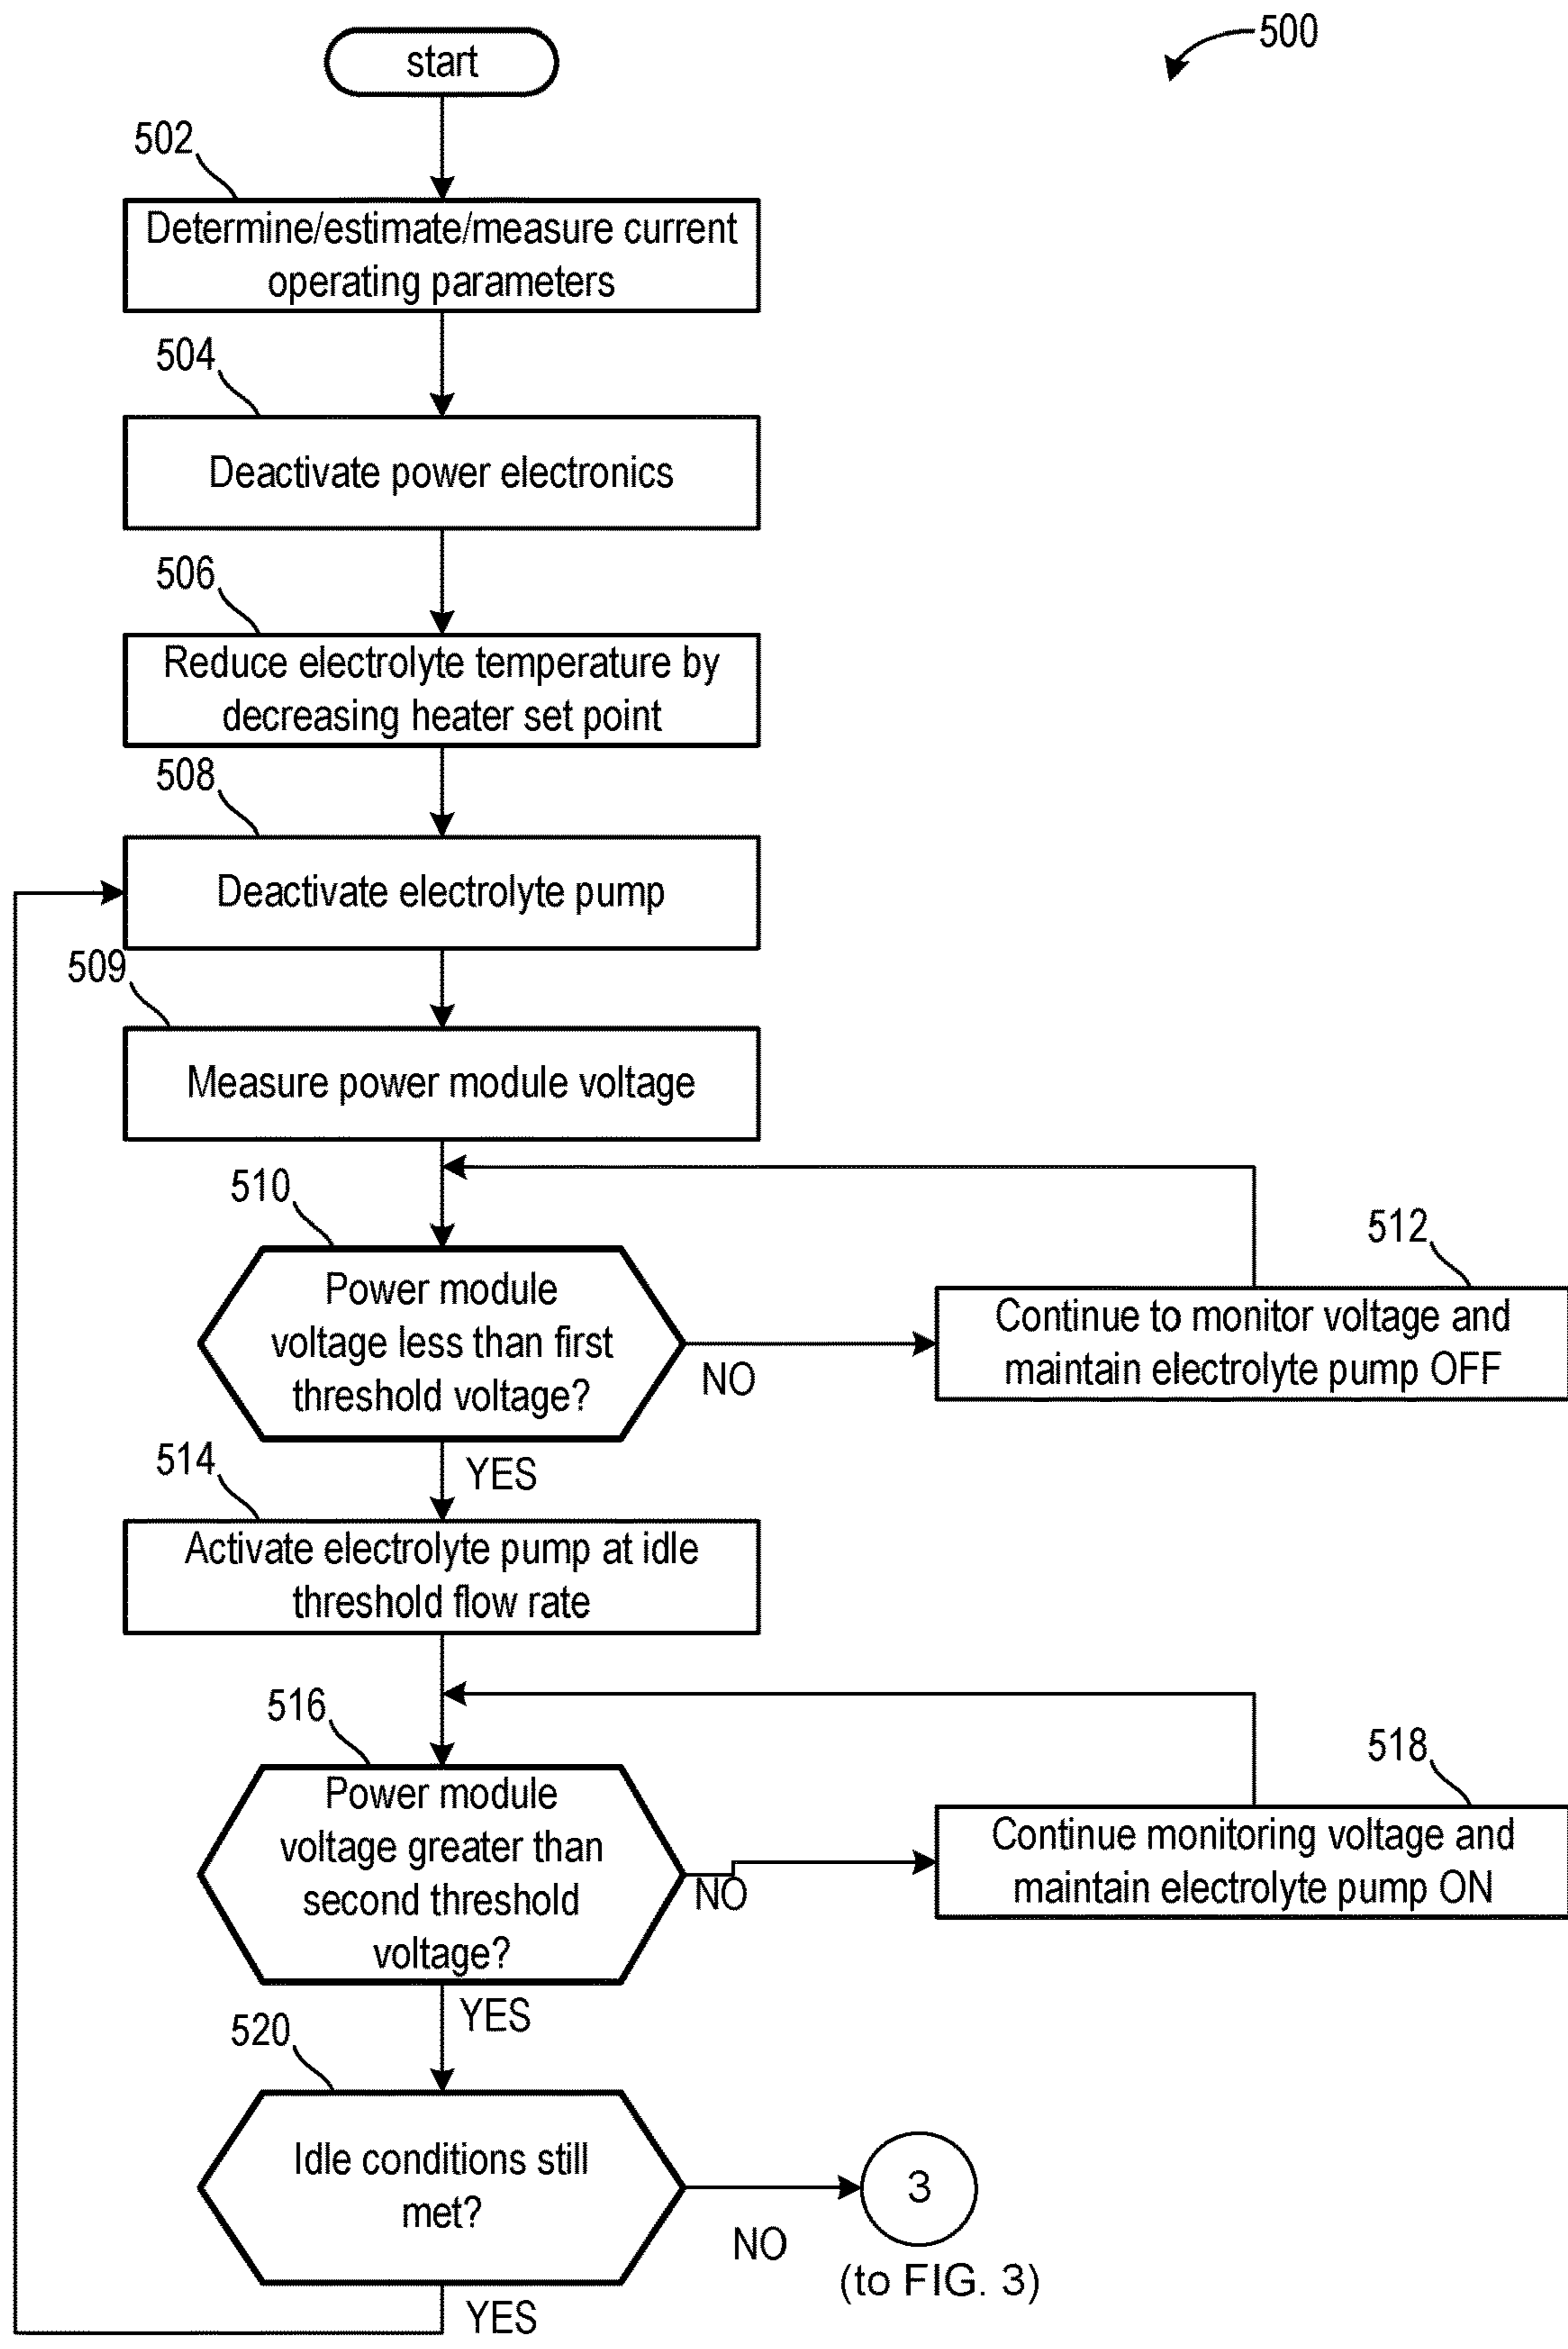 500
start
502
Determine/estimate/measure current
operating parameters
504
Deactivate power electronics
506
Reduce electrolyte temperature by
decreasing heater set point
508
Deactivate electrolyte pump
509
Measure power module voltage
510
Power module
voltage less than first
threshold voltage?
NO
512
Continue to monitor voltage and
maintain electrolyte pump OFF
YES
514
Activate electrolyte pump at idle
threshold flow rate
516
Power module
voltage greater than
second threshold
voltage?
NO
518
Continue monitoring voltage and
maintain electrolyte pump ON
YES
520
Idle conditions still
met?
NO
3
(to FIG. 3)
YES